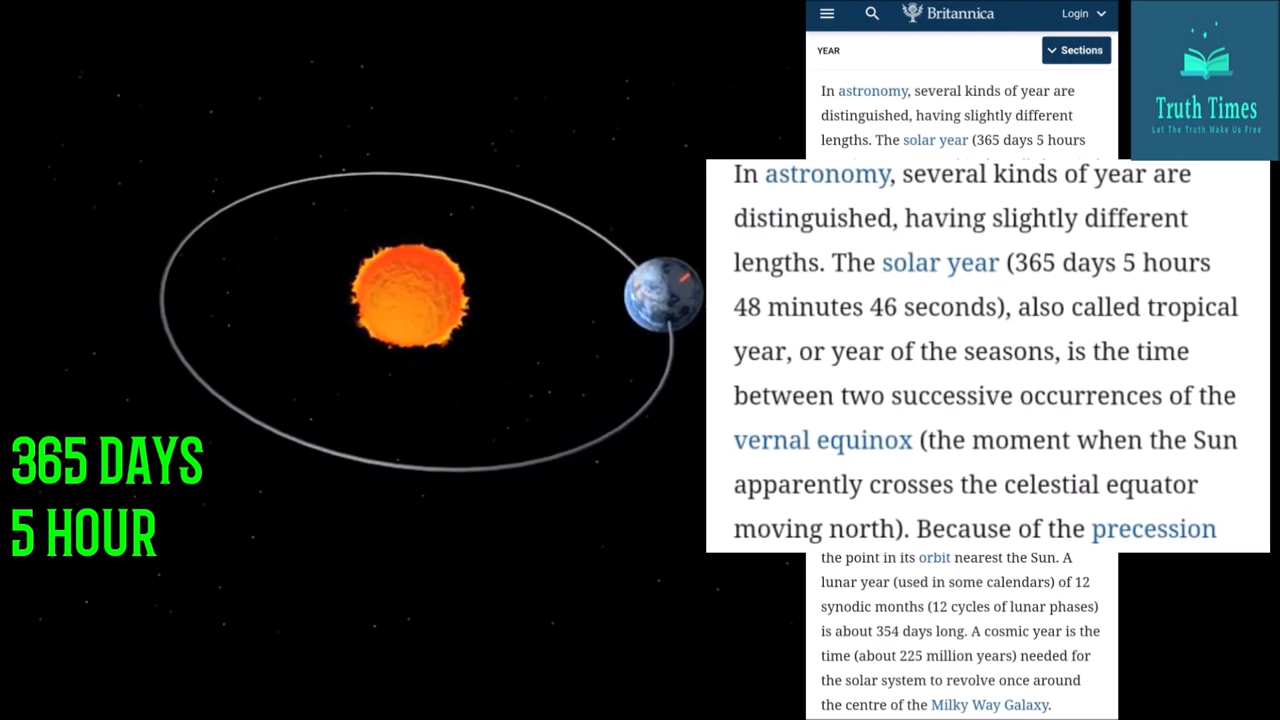 Britannica
Login
YEAR
Sections
In astronomy, several kinds of year are
distinguished, having slightly different
lengths. The solar year (365 days 5 hours
Truth Times
Let The Truth Make Us Free
In astronomy, several kinds of year are
distinguished, having slightly different
lengths. The solar year (365 days 5 hours
48 minutes 46 seconds), also called tropical
year, or year of the seasons, is the time
between two successive occurrences of the
vernal equinox (the moment when the Sun
apparently crosses the celestial equator
moving north). Because of the precession
the point in its orbit nearest the Sun. A
lunar year (used in some calendars) of 12
synodic months (12 cycles of lunar phases)
is about 354 days long. A cosmic year is the
time (about 225 million years) needed for
the solar system to revolve once around
the centre of the Milky Way Galaxy.
365 DAYS
5 HOUR